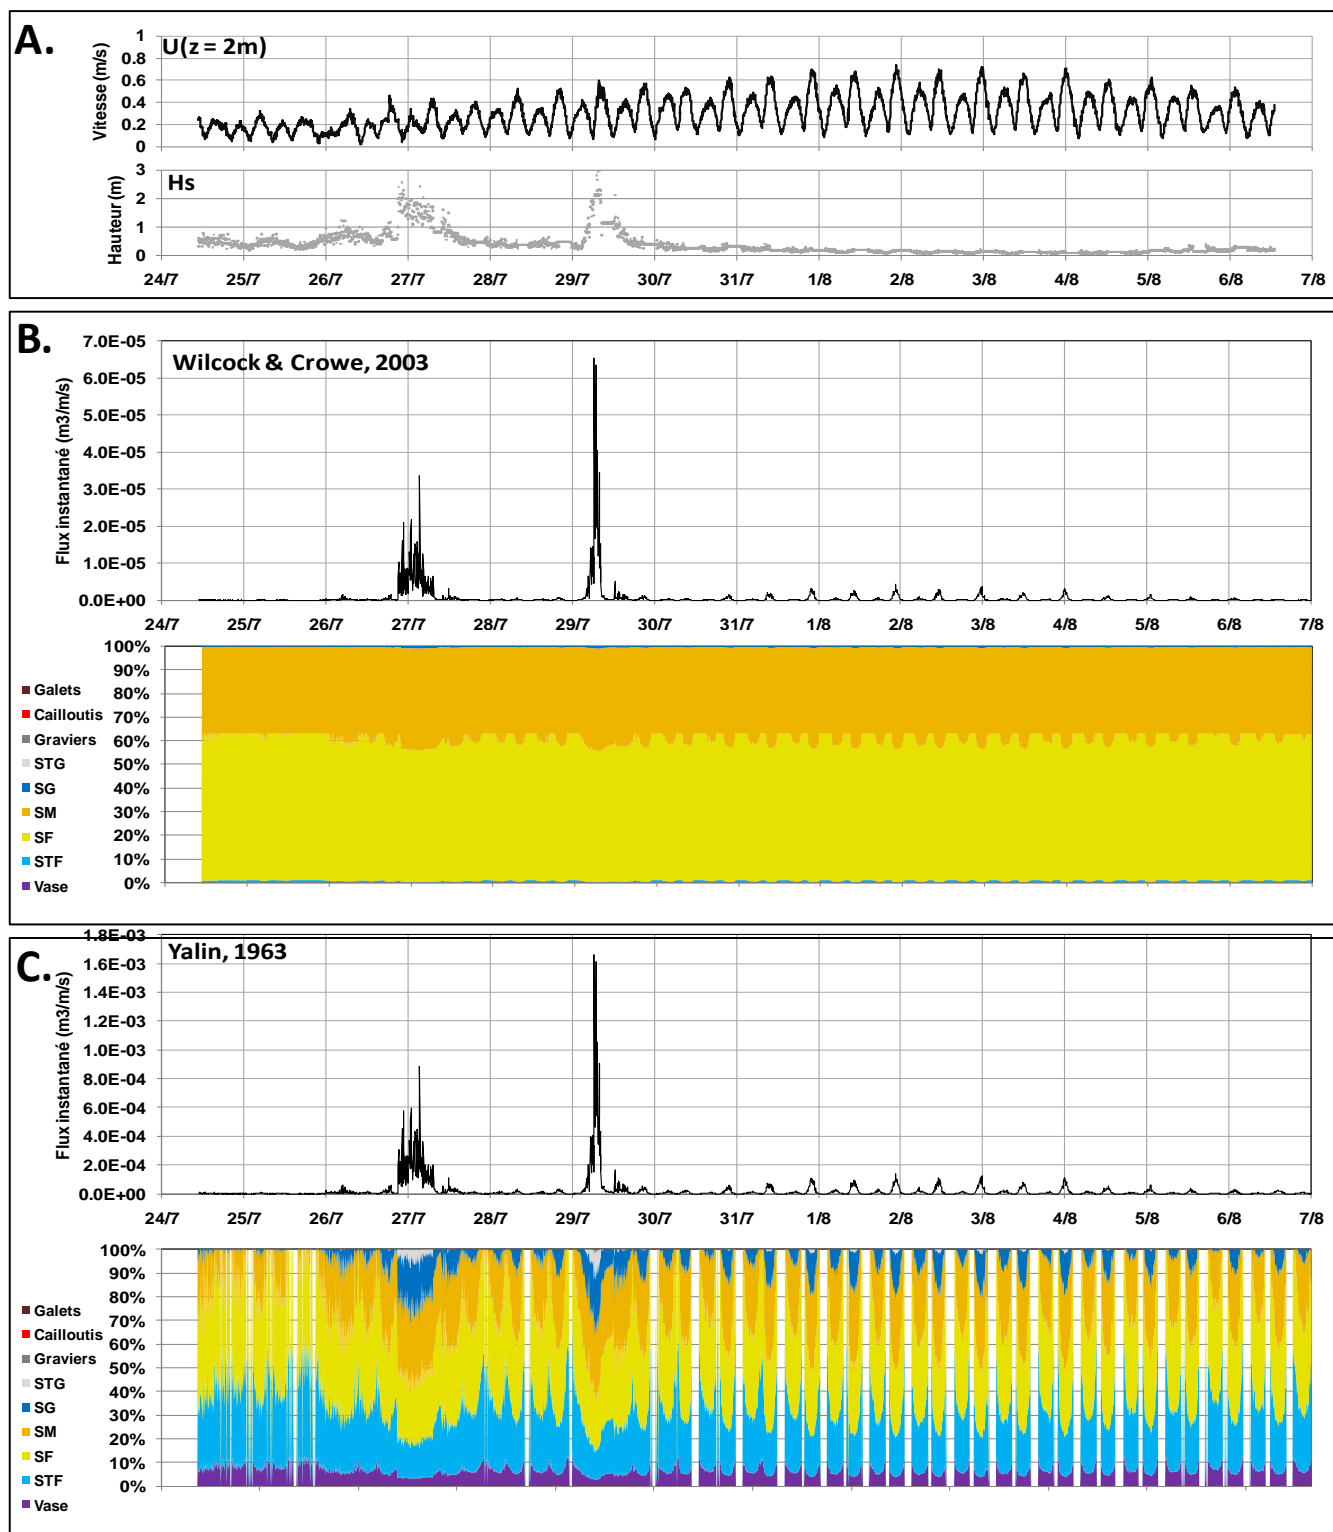 A.
U(z = 2m)
Vitesse (m/s)
1
0.8
0.6
0.4
0.2
0
Hs
Hauteur (m)
3
2
1
0
24/7 25/7 26/7 27/7 28/7 29/7 30/7 31/7 1/8 2/8 3/8 4/8 5/8 6/8 7/8
B.
Wilcock & Crowe, 2003
Flux instantané (m3/m/s)
7.0E-05
6.0E-05
5.0E-05
4.0E-05
3.0E-05
2.0E-05
1.0E-05
0.0E+00
24/7 25/7 26/7 27/7 28/7 29/7 30/7 31/7 1/8 2/8 3/8 4/8 5/8 6/8 7/8
100%
90%
80%
70%
60%
50%
40%
30%
20%
10%
0%
Galets
Cailloutis
Graviers
STG
SG
SM
SF
STF
Vase
C.
Yalin, 1963
Flux instantané (m3/m/s)
1.8E-03
1.6E-03
1.4E-03
1.2E-03
1.0E-03
8.0E-04
6.0E-04
4.0E-04
2.0E-04
0.0E+00
24/7 25/7 26/7 27/7 28/7 29/7 30/7 31/7 1/8 2/8 3/8 4/8 5/8 6/8 7/8
100%
90%
80%
70%
60%
50%
40%
30%
20%
10%
0%
Galets
Cailloutis
Graviers
STG
SG
SM
SF
STF
Vase